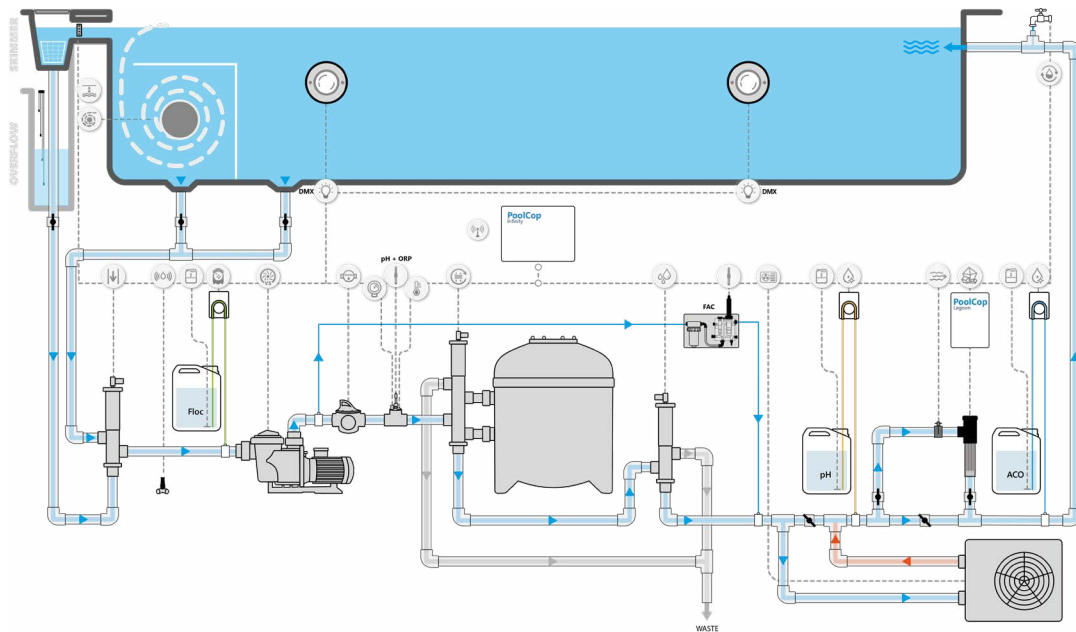 SKIMMER
OVERFLOW
DMX
DMX
PoolCop
Infinity
pH + ORP
FAC
PoolCop
Lagoon
Floc
pH
ACO
WASTE